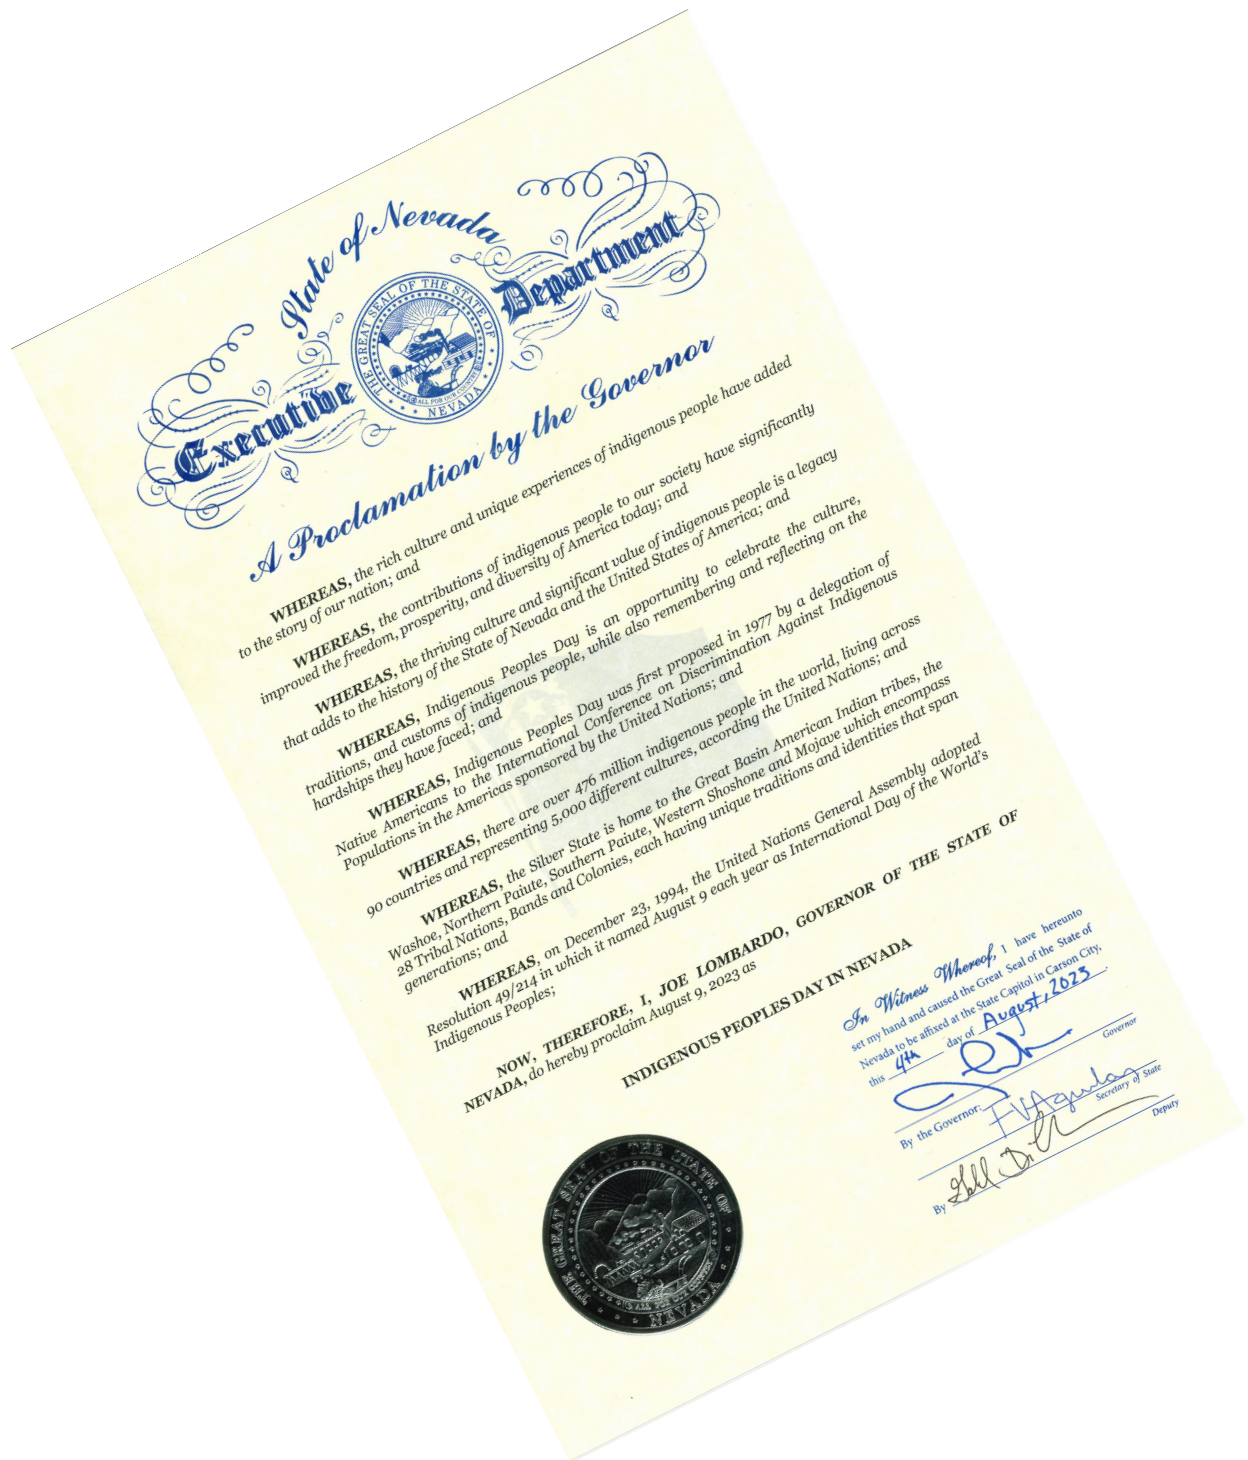 State of Nevada
Executive Department
THE GREAT SEAL OF THE STATE OF NEVADA
ALL FOR OUR COUNTRY
A Proclamation by the Governor
WHEREAS, the rich culture and unique experiences of indigenous people have added
to the story of our nation; and
WHEREAS, the contributions of indigenous people to our society have significantly
improved the freedom, prosperity, and diversity of America today; and
WHEREAS, the thriving culture and significant value of indigenous people is a legacy
that adds to the history of the State of Nevada and the United States of America; and
WHEREAS, Indigenous Peoples Day is an opportunity to celebrate the culture,
traditions, and customs of indigenous people, while also remembering and reflecting on the
hardships they have faced; and
WHEREAS, Indigenous Peoples Day was first proposed in 1977 by a delegation of
Native Americans to the International Conference on Discrimination Against Indigenous
Populations in the Americas sponsored by the United Nations; and
WHEREAS, there are over 476 million indigenous people in the world, living across
90 countries and representing 5,000 different cultures, according the United Nations; and
WHEREAS, the Silver State is home to the Great Basin American Indian tribes, the
Washoe, Northern Paiute, Southern Paiute, Western Shoshone and Mojave which encompass
28 Tribal Nations, Bands and Colonies, each having unique traditions and identities that span
generations; and
WHEREAS, on December 23, 1994, the United Nations General Assembly adopted
Resolution 49/214 in which it named August 9 each year as International Day of the World's
Indigenous Peoples;
NOW, THEREFORE, I, JOE LOMBARDO, GOVERNOR OF THE STATE OF
NEVADA, do hereby proclaim August 9, 2023 as
INDIGENOUS PEOPLES DAY IN NEVADA
In Witness Whereof, I have hereunto
set my hand and caused the Great Seal of the State of
Nevada to be affixed at the State Capitol in Carson City,
this 4th day of August, 2023.
Governor
By the Governor:
FVAguilar
Secretary of State
By
Deputy
THE GREAT SEAL OF THE STATE OF NEVADA
ALL FOR OUR COUNTRY